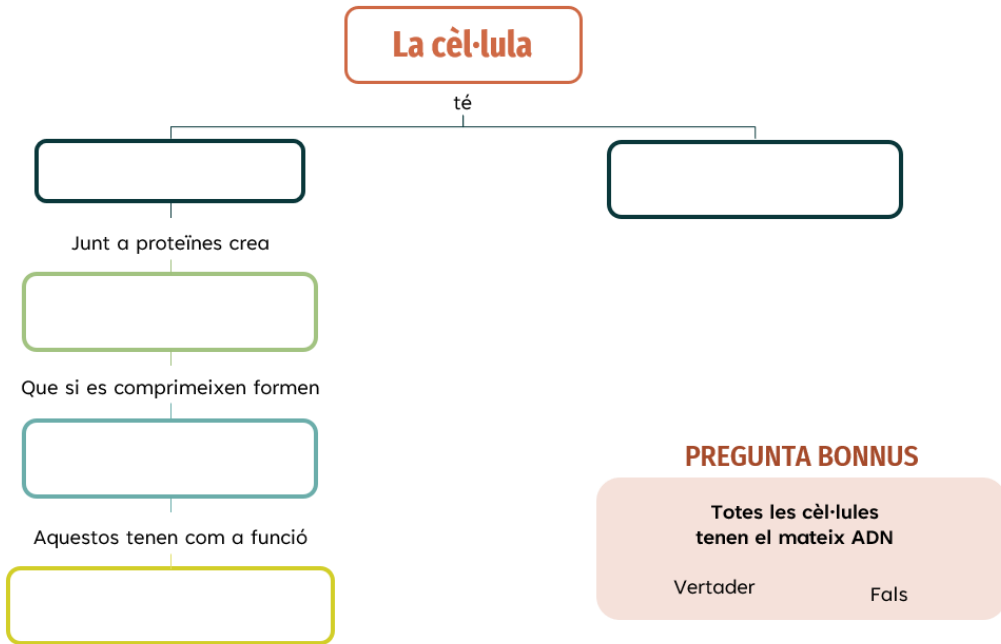 La cèl·lula
té
Junt a proteïnes crea
Que si es comprimeixen formen
Aquestos tenen com a funció
PREGUNTA BONNUS
Totes les cèl·lules
tenen el mateix ADN
Vertader
Fals